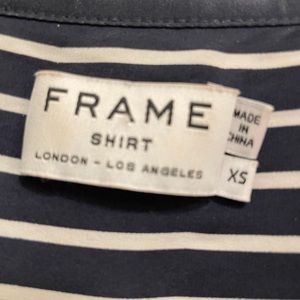 FRAME
SHIRT
LONDON - LOS ANGELES
MADE IN
CHINA
XS